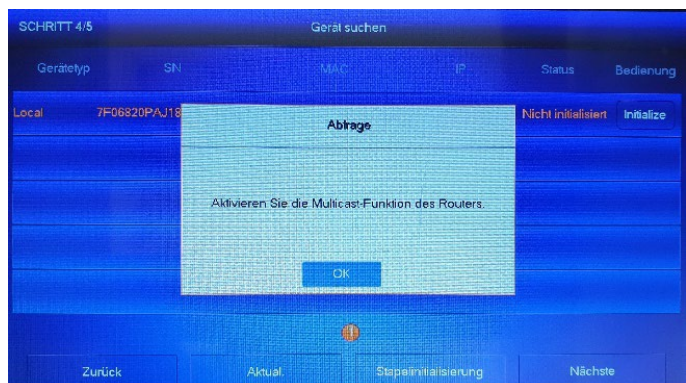 SCHRITT 4/5
Gerät suchen
Gerätetyp SN MAC IP Status Bedienung
Local 7F06820PAJ18 Nicht initialisiert Initialize
Abfrage
Aktivieren Sie die Multicast-Funktion des Routers.
OK
Zurück Aktual. Stapelinitialisierung Nächste